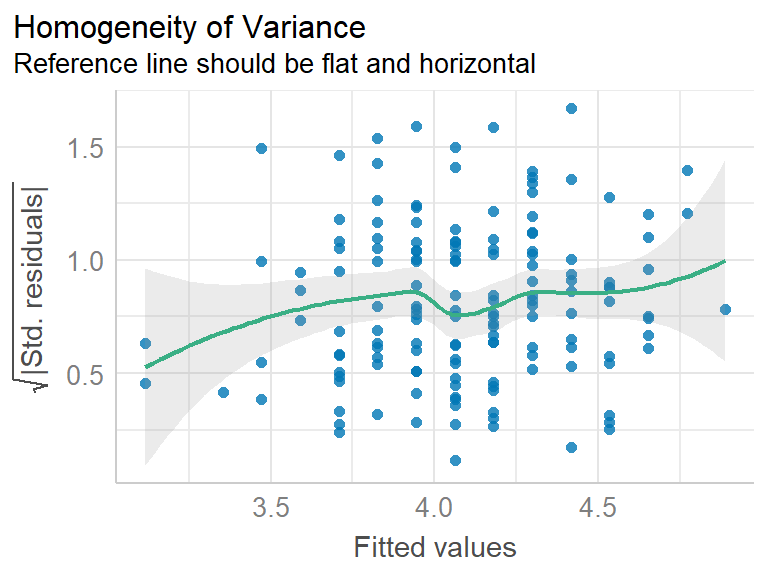 Homogeneity of Variance
Reference line should be flat and horizontal
√|Std. residuals|
1.5
1.0
0.5
3.5 4.0 4.5
Fitted values